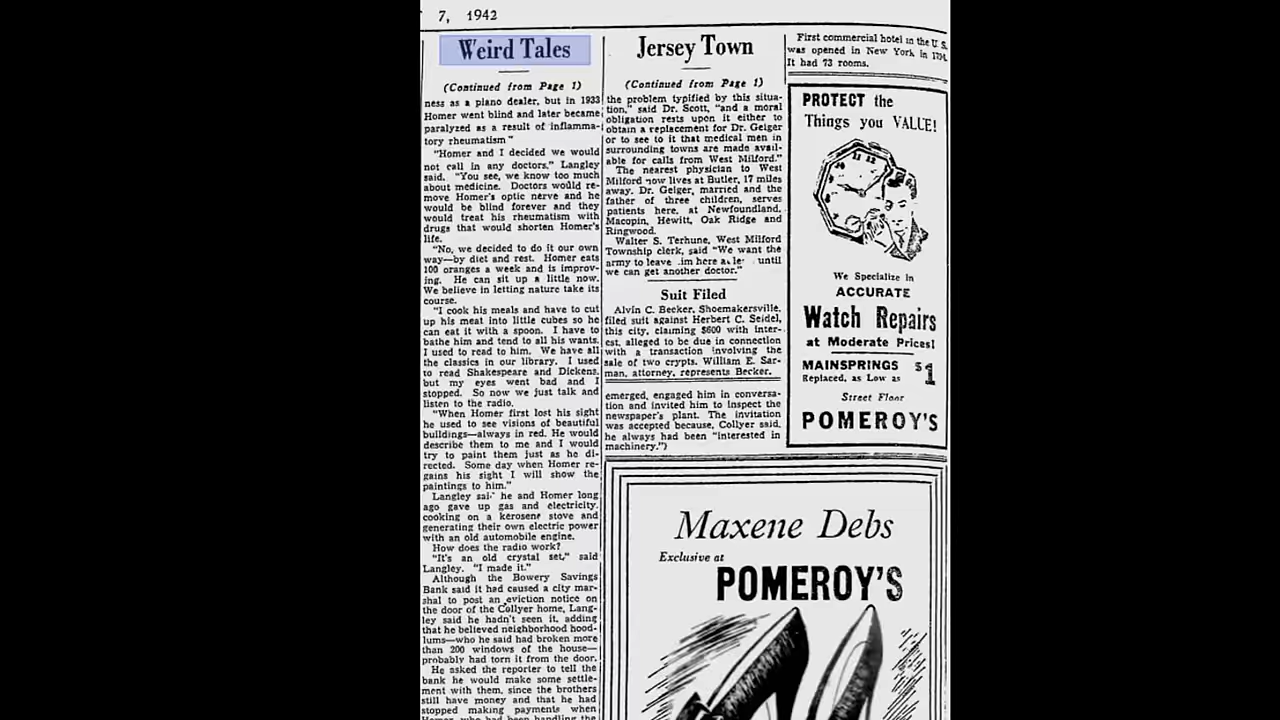 7, 1942
Weird Tales
(Continued from Page 1)
ness as a piano dealer, but in 1933
Homer went blind and later became
paralyzed as a result of inflamma-
tory rheumatism"
"Homer and I decided we would
not call in any doctors," Langley
said. "You see, we know too much
about medicine. Doctors would re-
move Homer's optic nerve and he
would be blind forever and they
would treat his rheumatism with
drugs that would shorten Homer's
life.
"No, we decided to do it our own
way—by diet and rest. Homer eats
100 oranges a week and is improv-
ing. He can sit up a little now.
We believe in letting nature take its
course.
"I cook his meals and have to cut
up his meat into little cubes so he
can eat it with a spoon. I have to
bathe him and tend to all his wants.
I used to read to him. We have all
the classics in our library. I used
to read Shakespeare and Dickens,
but my eyes went bad and I
stopped. So now we just talk and
listen to the radio.
"When Homer first lost his sight
he used to see visions of beautiful
buildings—always in red. He would
describe them to me and I would
try to paint them just as he di-
rected. Some day when Homer re-
gains his sight I will show the
paintings to him."
Langley said he and Homer long
ago gave up gas and electricity,
cooking on a kerosene stove and
generating their own electric power
with an old automobile engine.
How does the radio work?
"It's an old crystal set," said
Langley. "I made it."
Although the Bowery Savings
Bank said it had caused a city mar-
shal to post an eviction notice on
the door of the Collyer home, Lang-
ley said he hadn't seen it, adding
that he believed neighborhood hood-
lums—who he said had broken more
than 200 windows of the house—
probably had torn it from the door.
He asked the reporter to tell the
bank he would make some settle-
ment with them, since the brothers
still have money and that he had
stopped making payments when
Homer, who had been handling the
Jersey Town
(Continued from Page 1)
the problem typified by this situa-
tion," said Dr. Scott, "and a moral
obligation rests upon it either to
obtain a replacement for Dr. Geiger
or to see to it that medical men in
surrounding towns are made avail-
able for calls from West Milford."
The nearest physician to West
Milford now lives at Butler, 17 miles
away. Dr. Geiger, married and the
father of three children, serves
patients here, at Newfoundland,
Macopin, Hewitt, Oak Ridge and
Ringwood.
Walter S. Terhune, West Milford
Township clerk, said "We want the
army to leave him here at le until
we can get another doctor."
Suit Filed
Alvin C. Becker, Shoemakersville,
filed suit against Herbert C. Seidel,
this city, claiming $600 with inter-
est, alleged to be due in connection
with a transaction involving the
sale of two crypts. William E. Sar-
man, attorney, represents Becker.
emerged, engaged him in conversa-
tion and invited him to inspect the
newspaper's plant. The invitation
was accepted because, Collyer said,
he always had been "interested in
machinery.")
First commercial hotel in the U.S.
was opened in New York in 1794.
It had 73 rooms.
PROTECT the
Things you VALUE!
We Specialize in
ACCURATE
Watch Repairs
at Moderate Prices!
MAINSPRINGS $1
Replaced, as Low as
Street Floor
POMEROY'S
Maxene Debs
Exclusive at
POMEROY'S